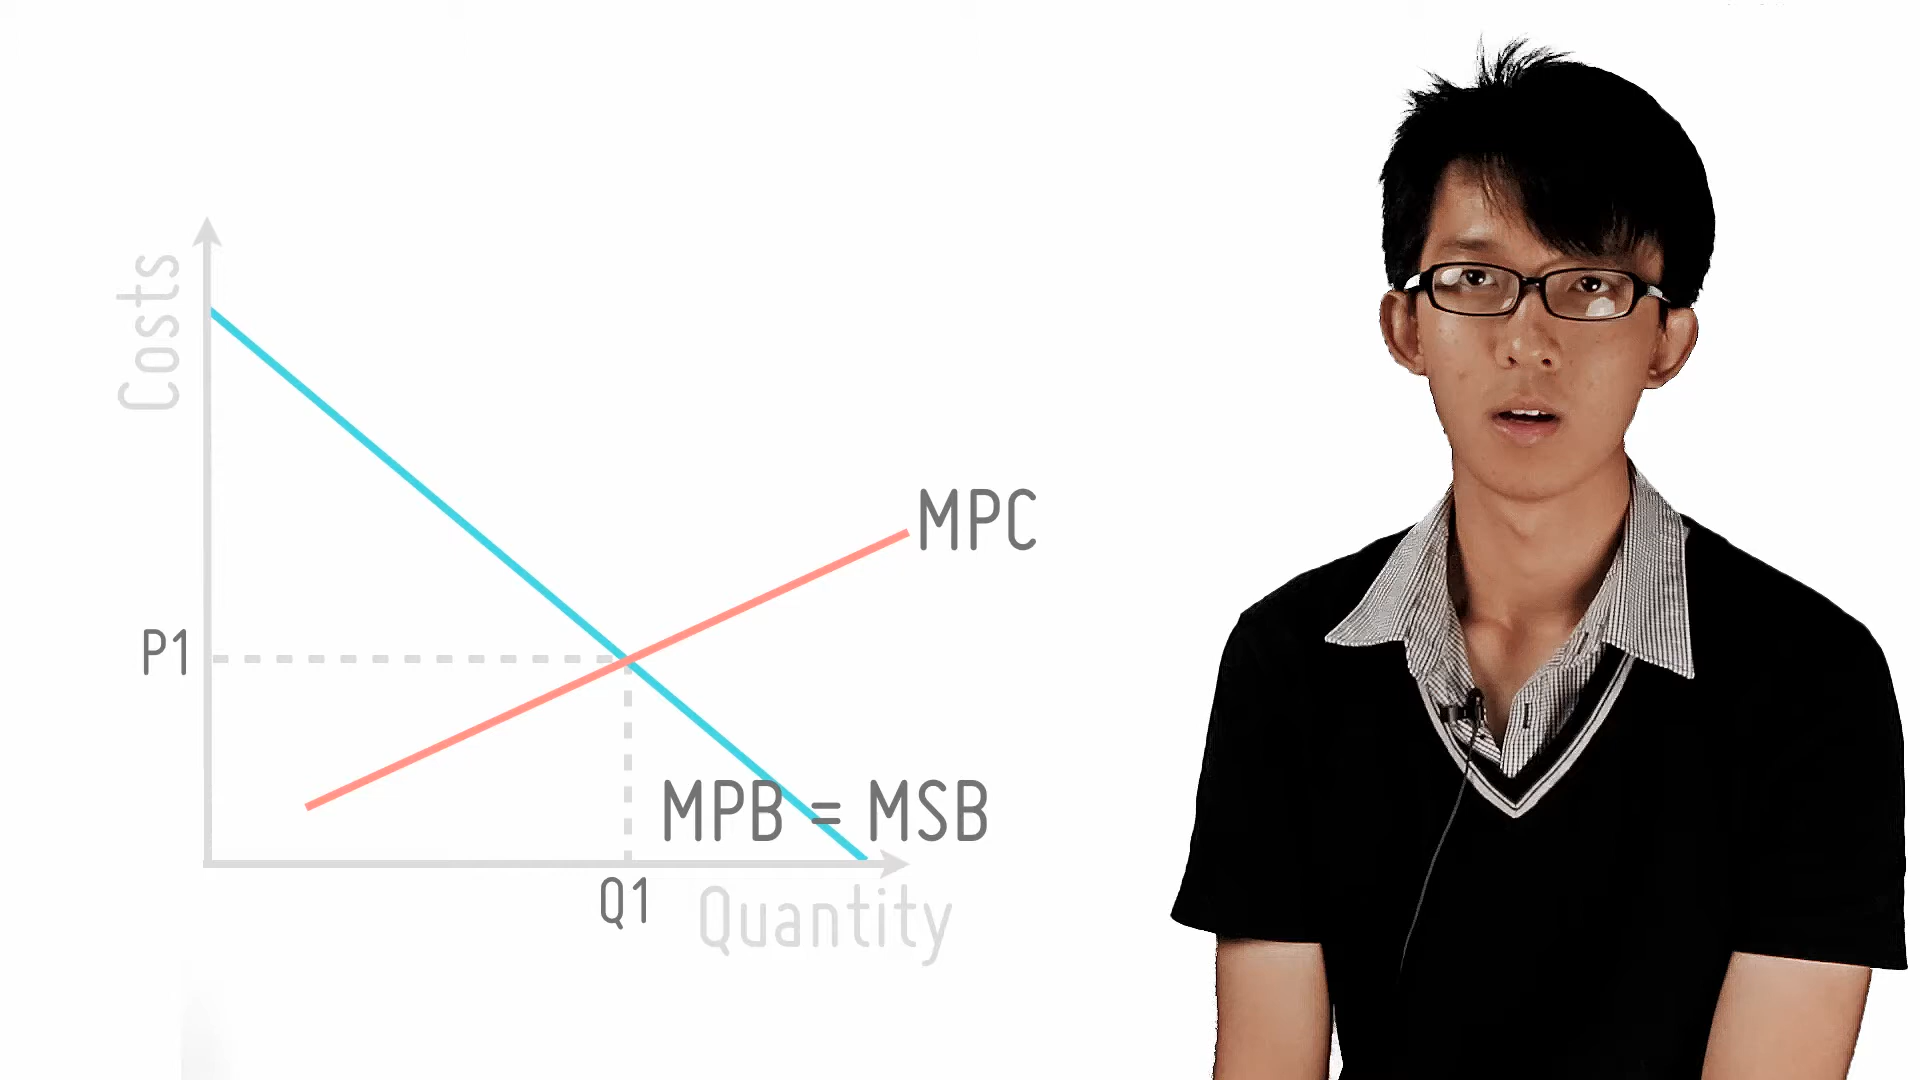 Costs
MPC
P1
MPB = MSB
Q1
Quantity